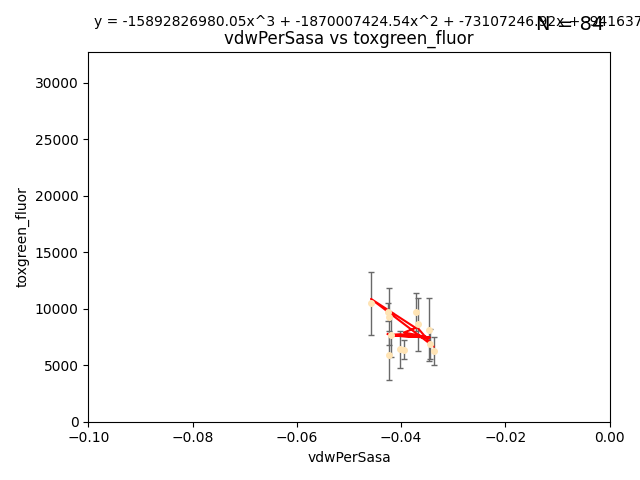 y = -15892826980.05x^3 + -1870007424.54x^2 + -73107246.92x +
N = 84
vdwPerSasa vs toxgreen_fluor
30000
25000
20000
15000
10000
5000
0
toxgreen_fluor
−0.10 −0.08 −0.06 −0.04 −0.02 0.00
vdwPerSasa